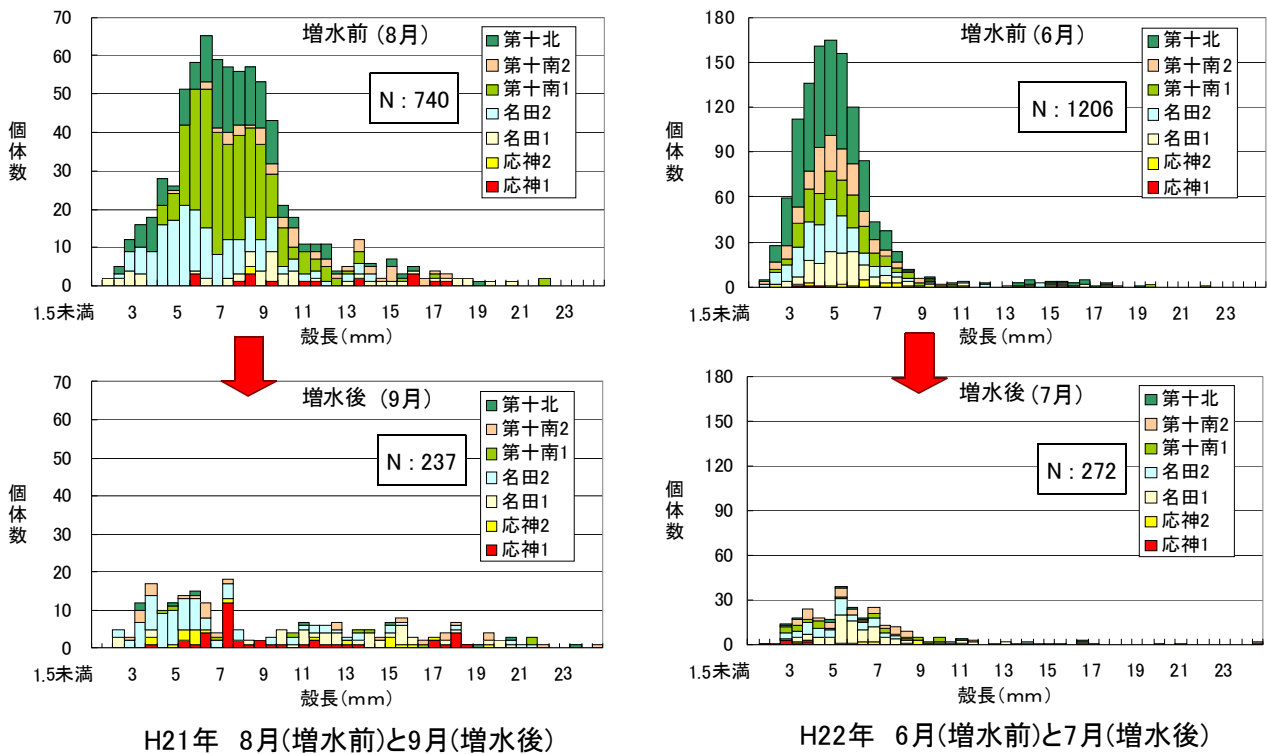 増水前 (8月)
N : 740
第十北
第十南2
第十南1
名田2
名田1
応神2
応神1
個体数
70
60
50
40
30
20
10
0
1.5未満 3 5 7 9 11 13 15 17 19 21 23
殻長(mm)
増水前 (6月)
N : 1206
第十北
第十南2
第十南1
名田2
名田1
応神2
応神1
個体数
180
150
120
90
60
30
0
1.5未満 3 5 7 9 11 13 15 17 19 21 23
殻長(mm)
増水後 (9月)
N : 237
第十北
第十南2
第十南1
名田2
名田1
応神2
応神1
個体数
70
60
50
40
30
20
10
0
1.5未満 3 5 7 9 11 13 15 17 19 21 23
殻長(mm)
増水後 (7月)
N : 272
第十北
第十南2
第十南1
名田2
名田1
応神2
応神1
個体数
180
150
120
90
60
30
0
1.5未満 3 5 7 9 11 13 15 17 19 21 23
殻長(mm)
H21年 8月(増水前)と9月(増水後)
H22年 6月(増水前)と7月(増水後)